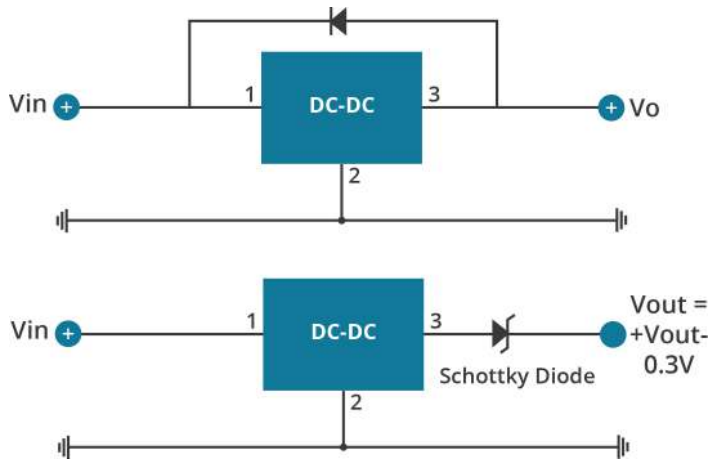 Vin +
1
DC-DC
3
+ Vo
2
Vin +
1
DC-DC
3
Vout =
+Vout-
0.3V
Schottky Diode
2